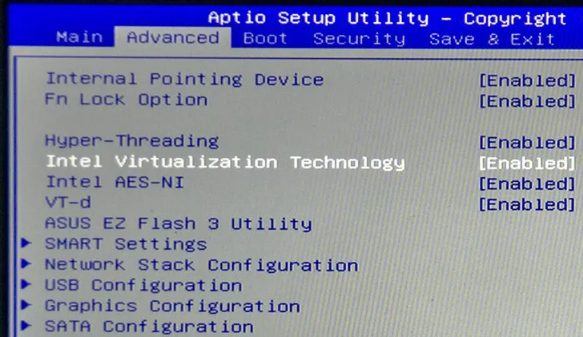 Aptio Setup Utility - Copyright
Main Advanced Boot Security Save & Exit
Internal Pointing Device [Enabled]
Fn Lock Option [Enabled]
Hyper-Threading [Enabled]
Intel Virtualization Technology [Enabled]
Intel AES-NI [Enabled]
VT-d [Enabled]
ASUS EZ Flash 3 Utility
SMART Settings
Network Stack Configuration
USB Configuration
Graphics Configuration
SATA Configuration